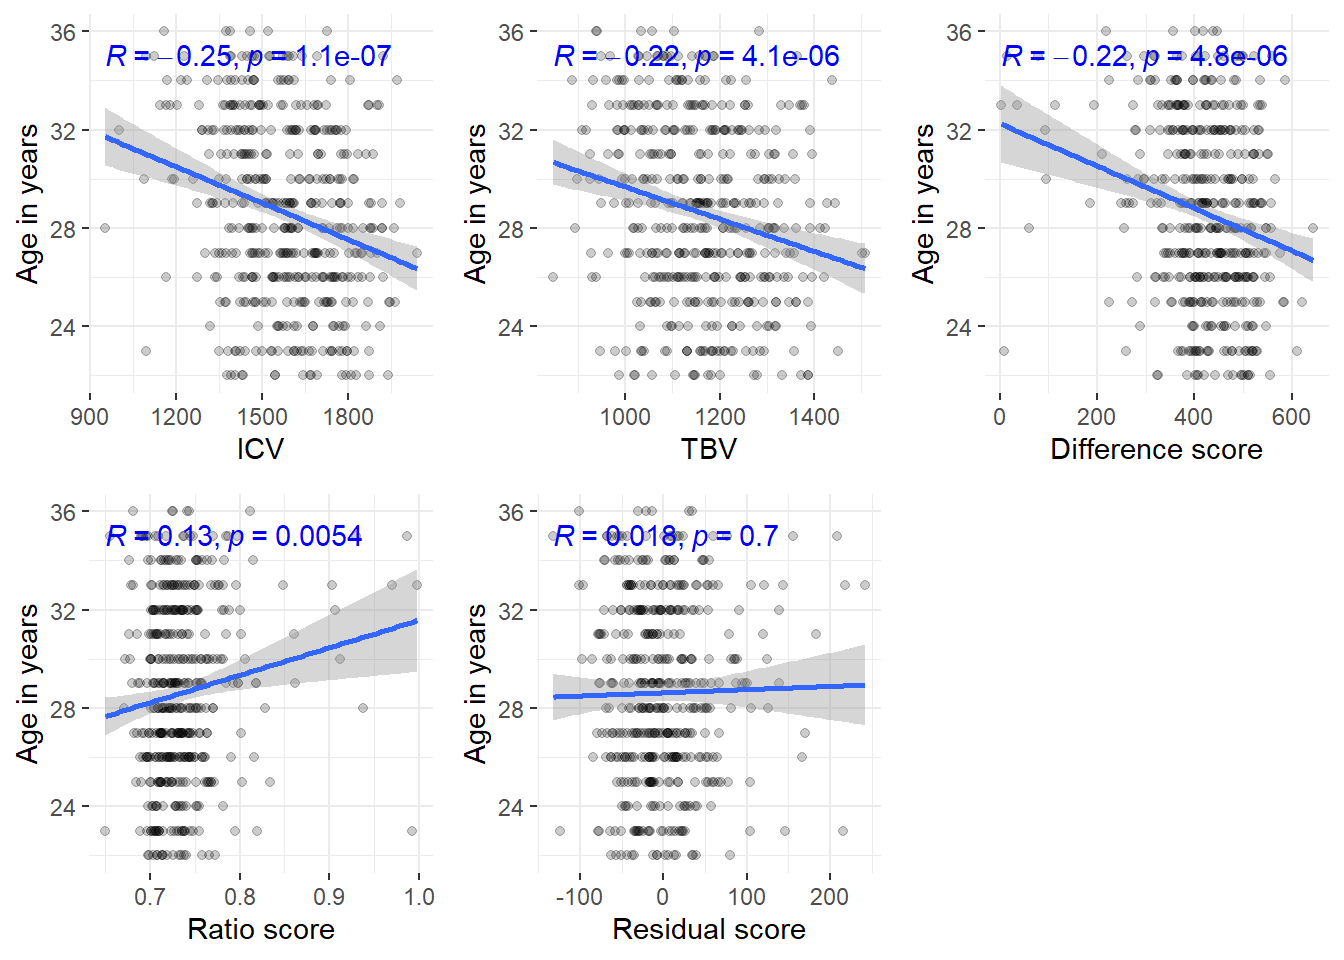 R = −0.25, p = 1.1e-07
36
32
28
24
Age in years
900 1200 1500 1800
ICV
R = −0.22, p = 4.1e-06
36
32
28
24
Age in years
1000 1200 1400
TBV
R = −0.22, p = 4.8e-06
36
32
28
24
Age in years
0 200 400 600
Difference score
R = 0.13, p = 0.0054
36
32
28
24
Age in years
0.7 0.8 0.9 1.0
Ratio score
R = 0.018, p = 0.7
36
32
28
24
Age in years
-100 0 100 200
Residual score